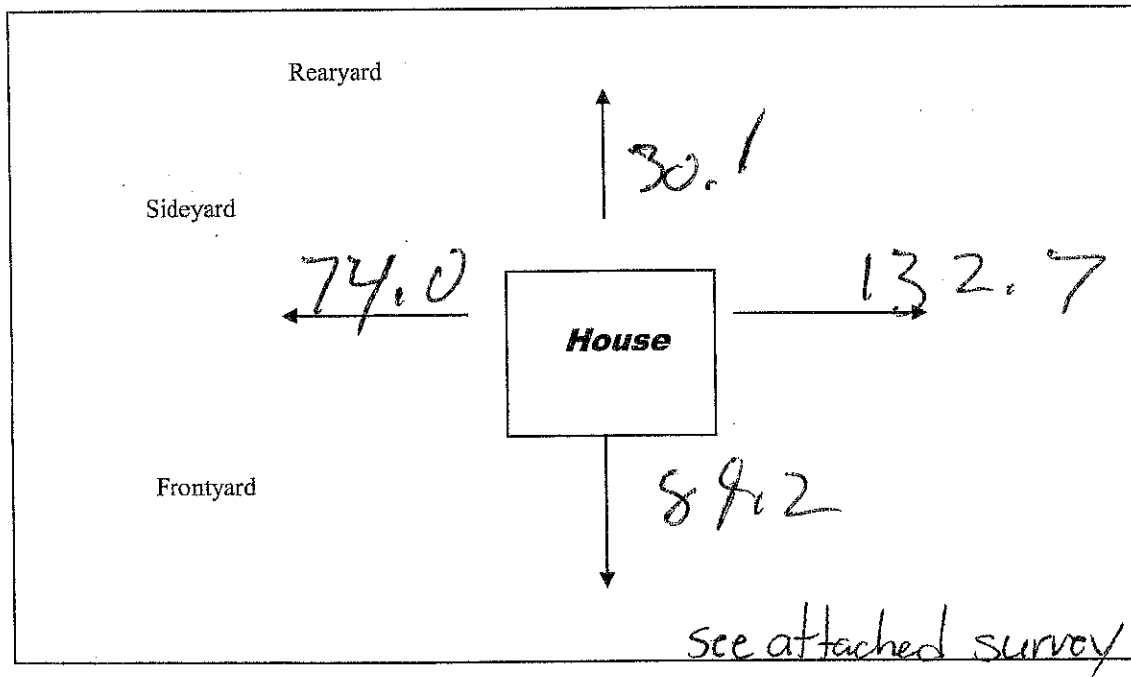 Rearyard
30.1
Sideyard
74.0
132.7
House
Frontyard
89.2
see attached survey